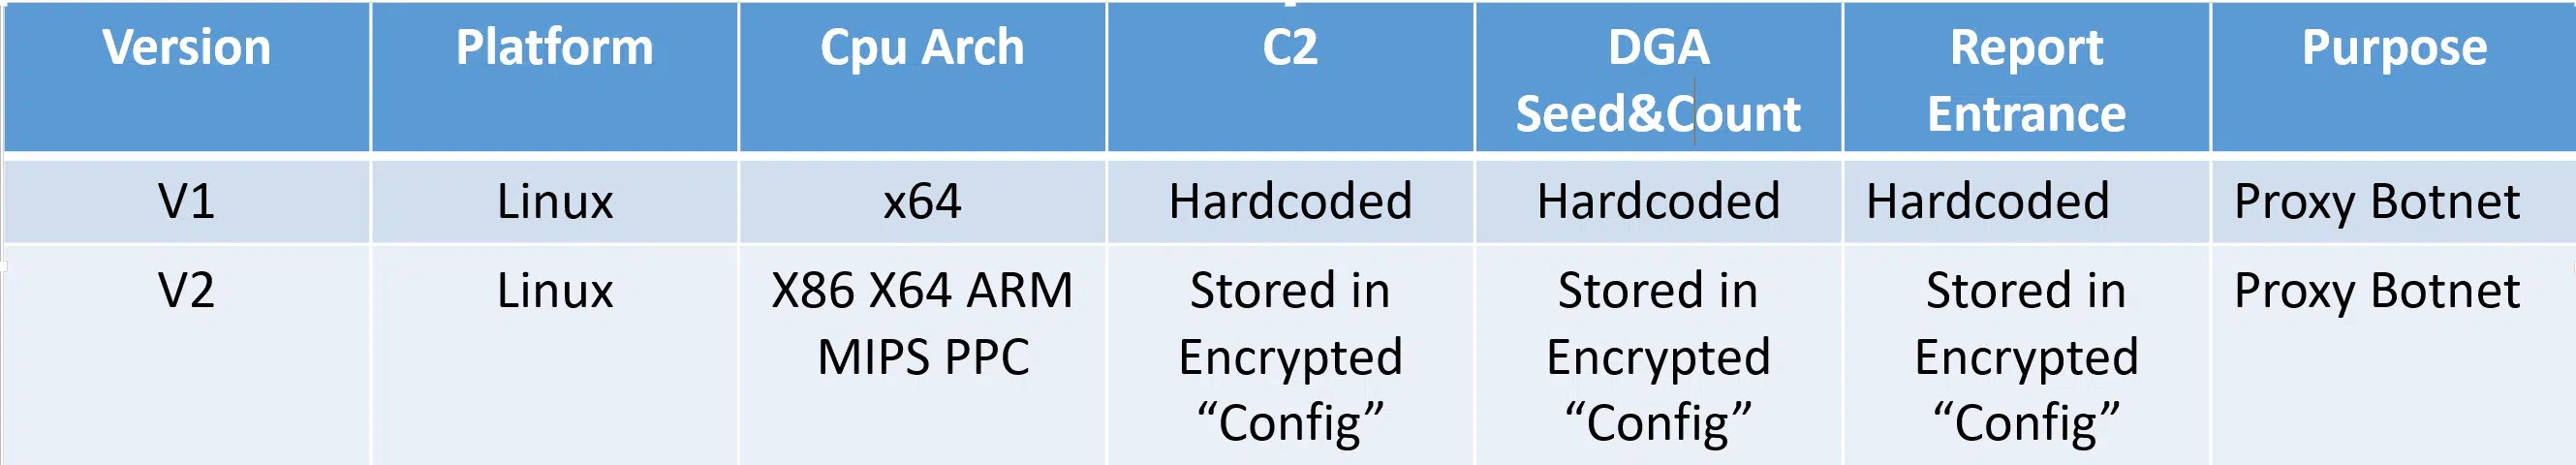 Version Platform Cpu Arch C2 DGA Report Purpose
Seed&Count Entrance
V1 Linux x64 Hardcoded Hardcoded Hardcoded Proxy Botnet
V2 Linux X86 X64 ARM Stored in Stored in Stored in Proxy Botnet
MIPS PPC Encrypted Encrypted Encrypted
“Config” “Config” “Config”